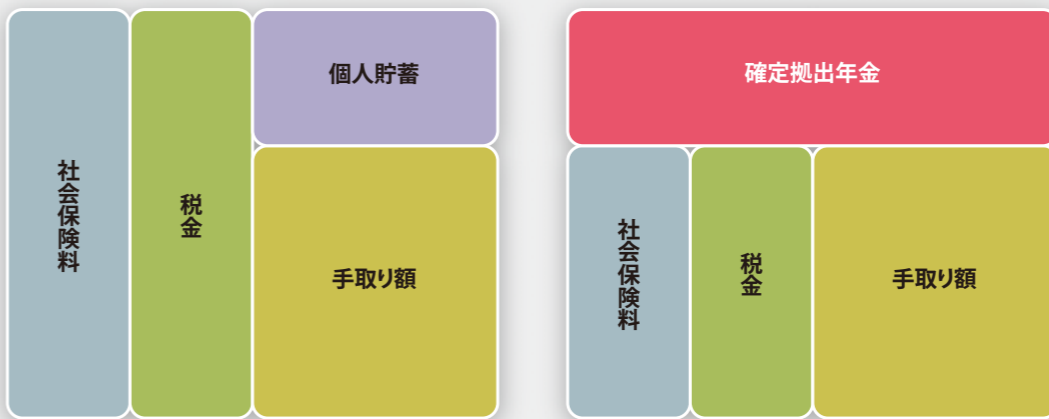 社会保険料
税金
個人貯蓄
手取り額
確定拠出年金
社会保険料
税金
手取り額